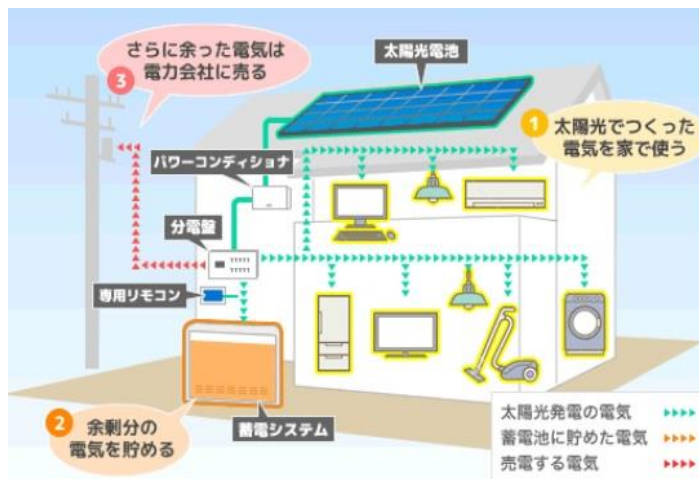 さらに余った電気は
電力会社に売る
3
太陽光電池
1
太陽光でつくった
電気を家で使う
パワーコンディショナ
分電盤
専用リモコン
2
余剰分の
電気を貯める
蓄電システム
太陽光発電の電気
蓄電池に貯めた電気
売電する電気